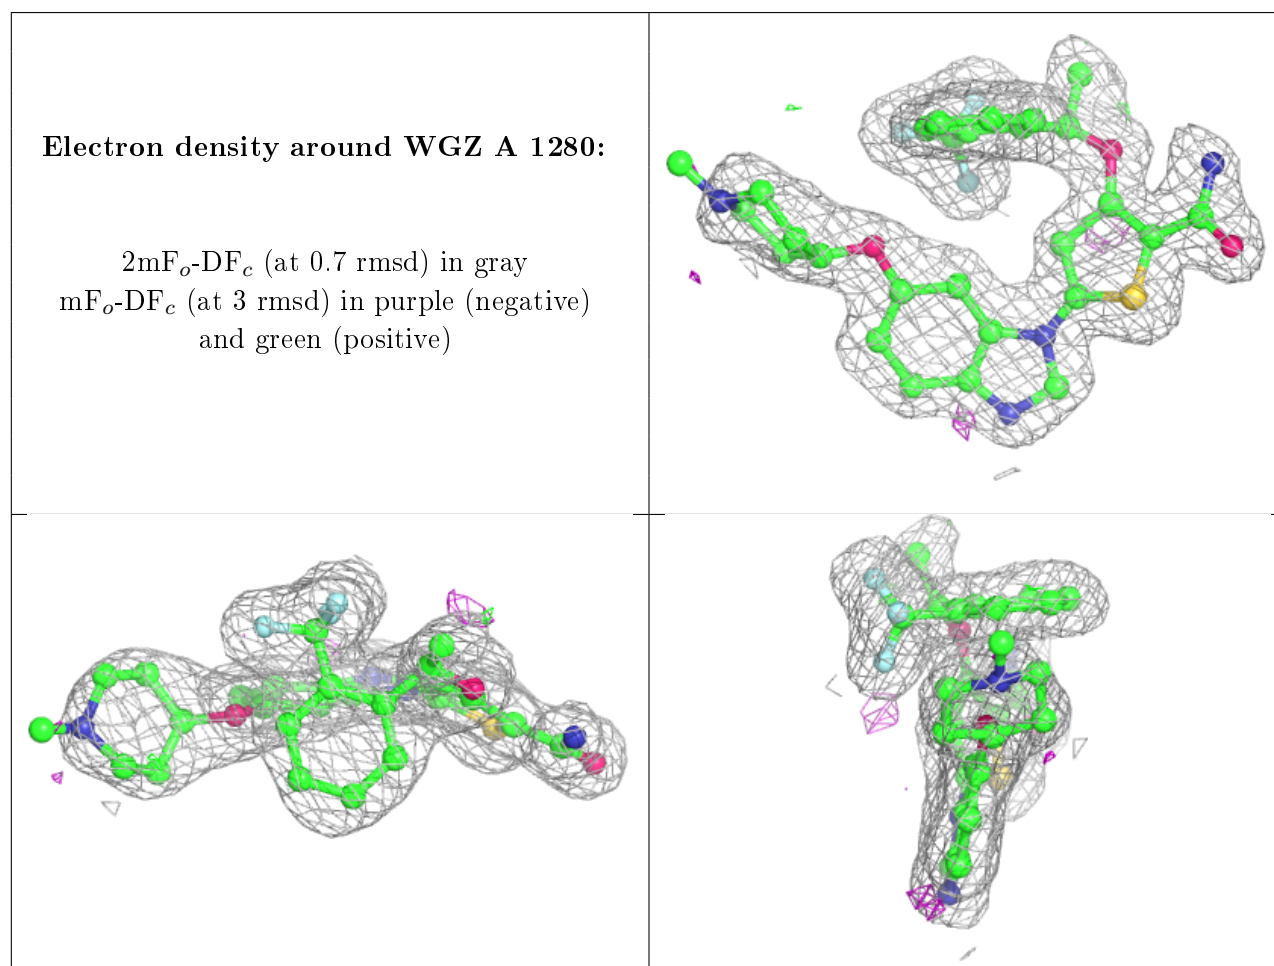 Electron density around WGZ A 1280:
2mFo-DFc (at 0.7 rmsd) in gray
mFo-DFc (at 3 rmsd) in purple (negative)
and green (positive)